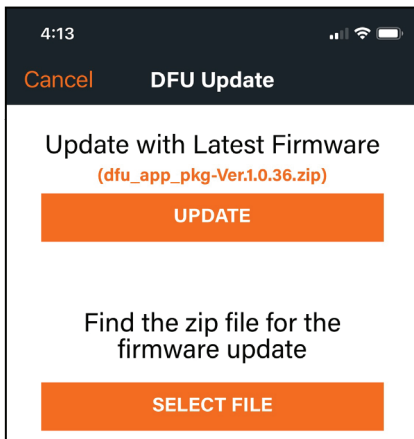 4:13
Cancel DFU Update
Update with Latest Firmware
(dfu_app_pkg-Ver.1.0.36.zip)
UPDATE
Find the zip file for the
firmware update
SELECT FILE